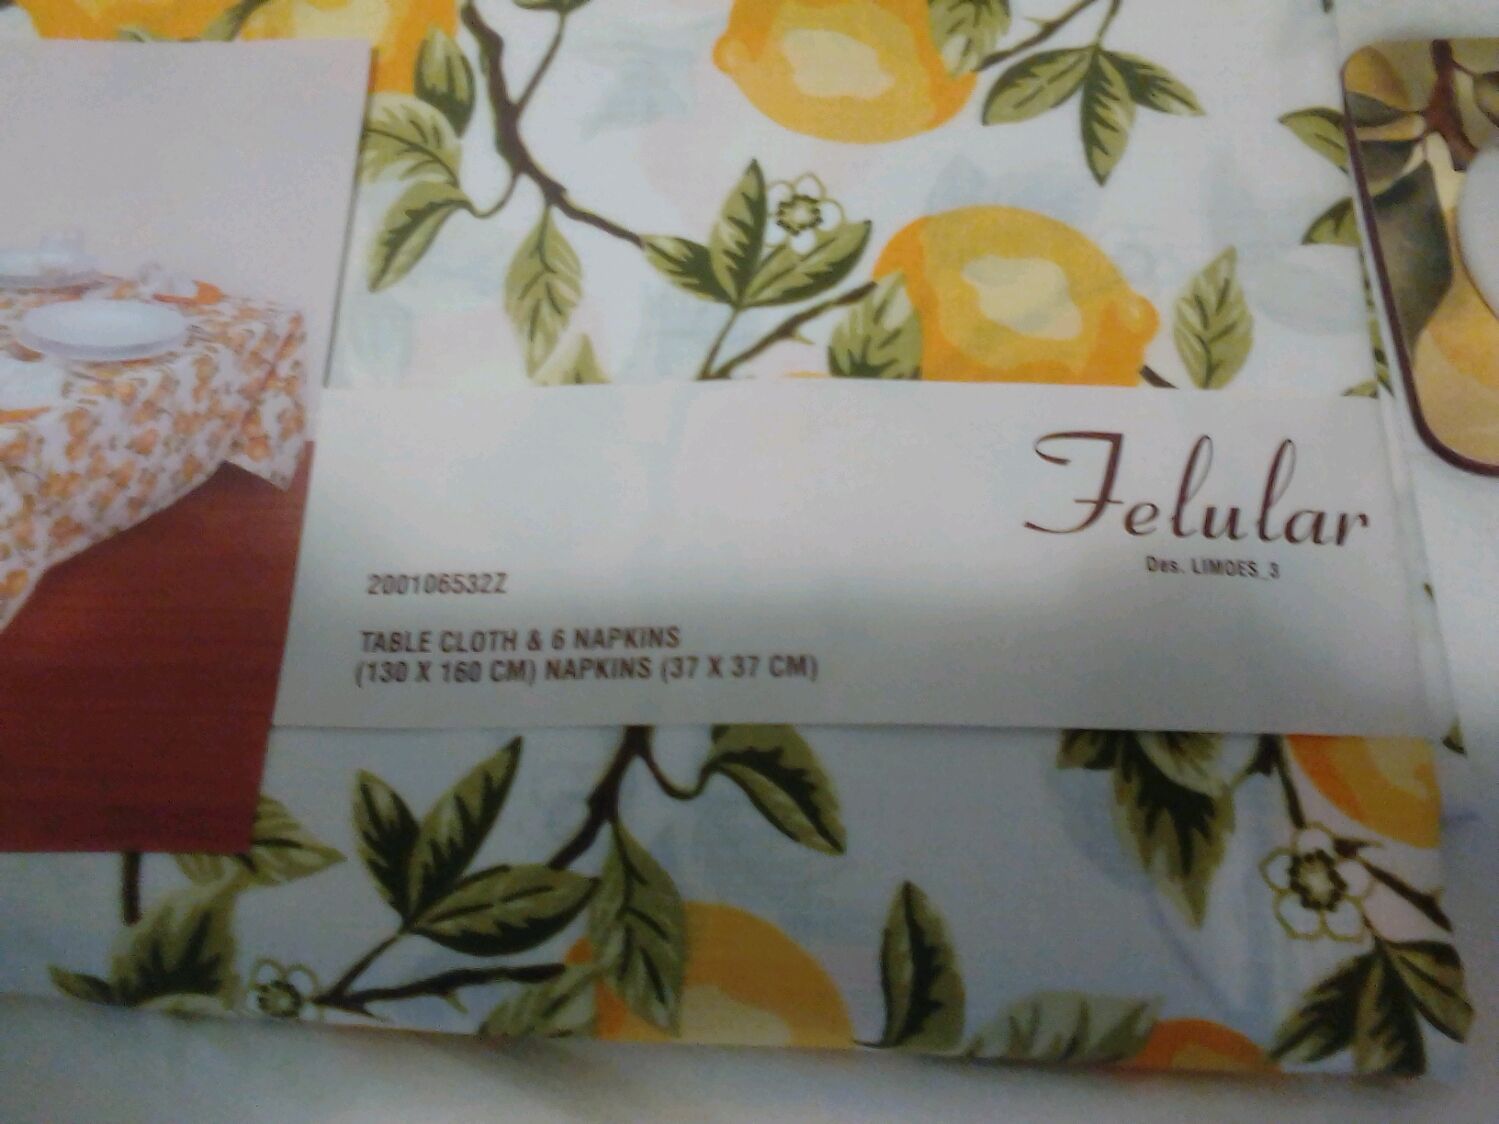 Felular
Des. LIMOES_3
200106532Z
TABLE CLOTH & 6 NAPKINS
(130 X 160 CM) NAPKINS (37 X 37 CM)